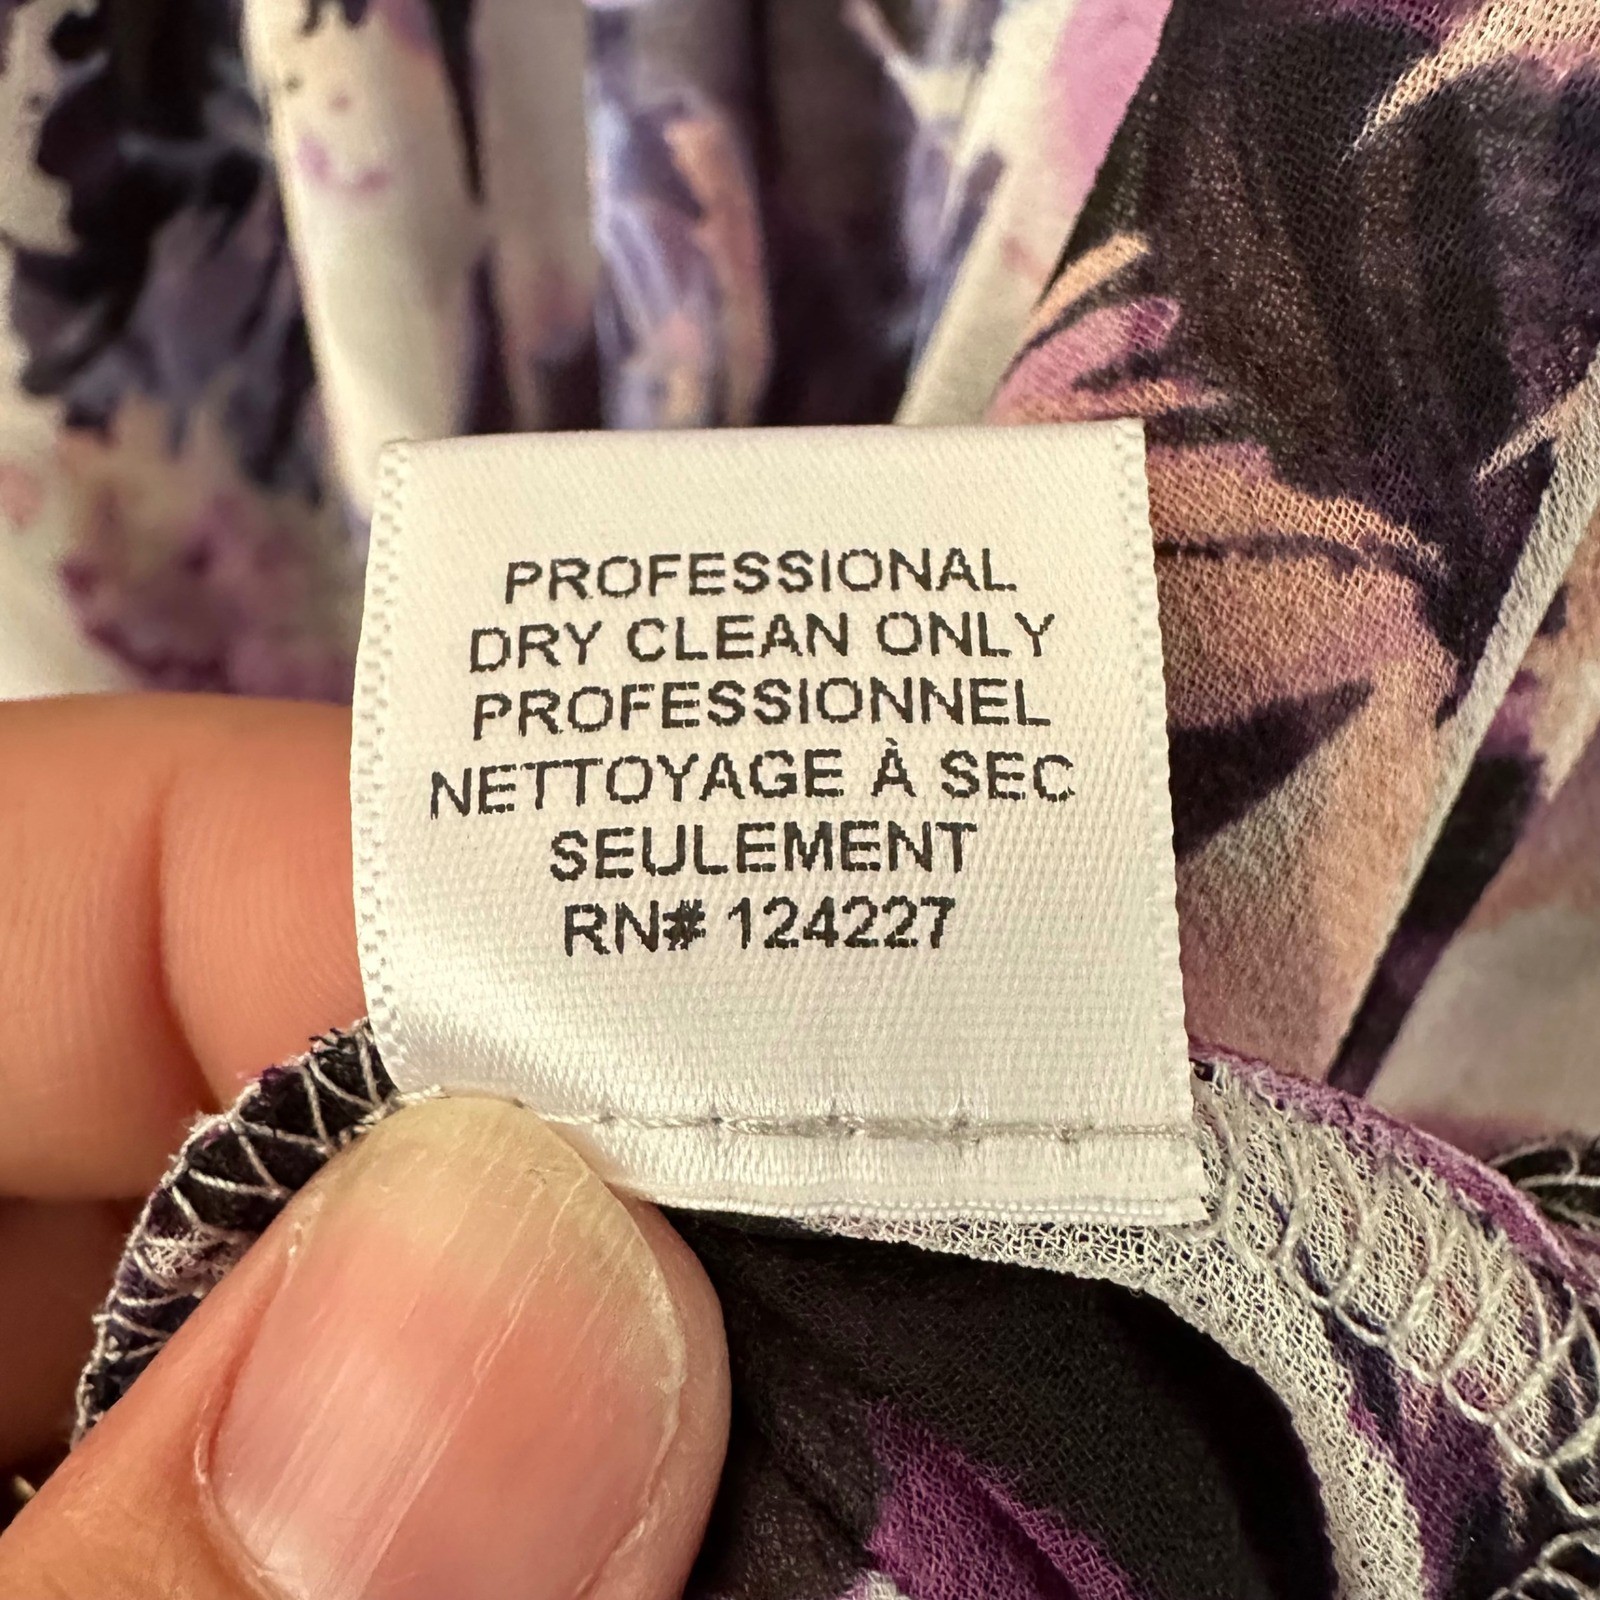 PROFESSIONAL
DRY CLEAN ONLY
PROFESSIONNEL
NETTOYAGE À SEC
SEULEMENT
RN# 124227